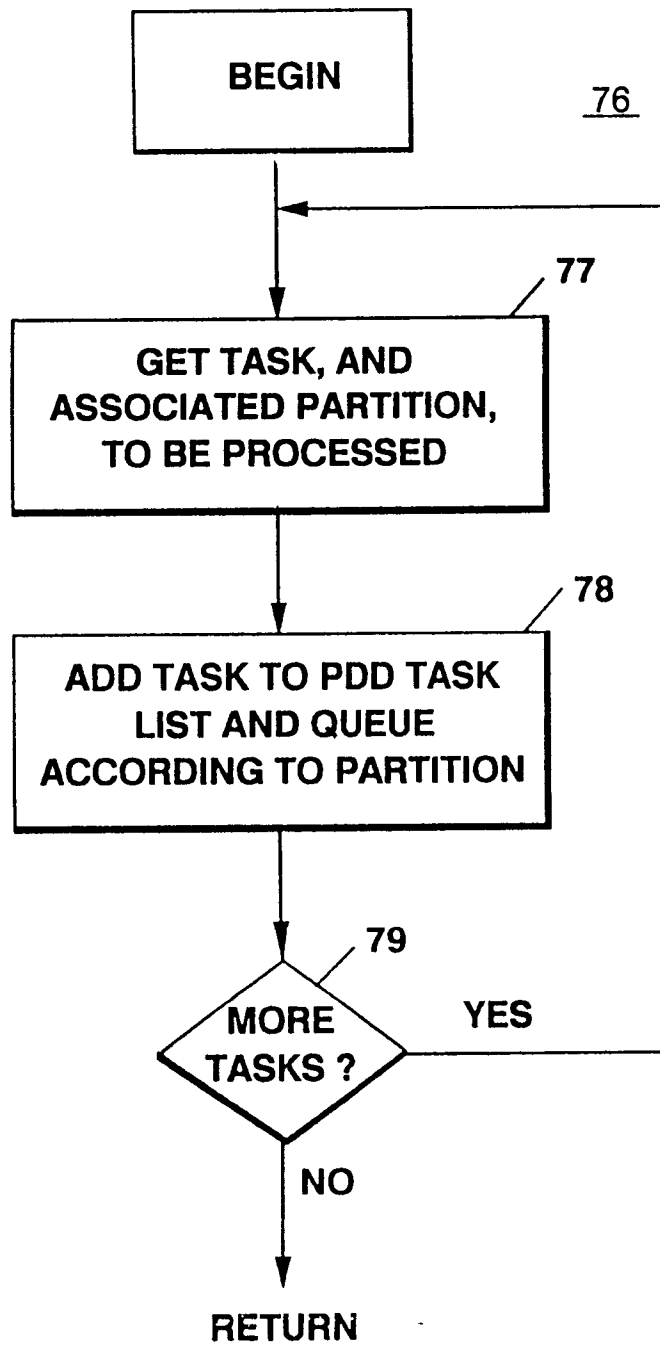 BEGIN
76
77
GET TASK, AND
ASSOCIATED PARTITION,
TO BE PROCESSED
78
ADD TASK TO PDD TASK
LIST AND QUEUE
ACCORDING TO PARTITION
79
MORE
TASKS ?
YES
NO
RETURN